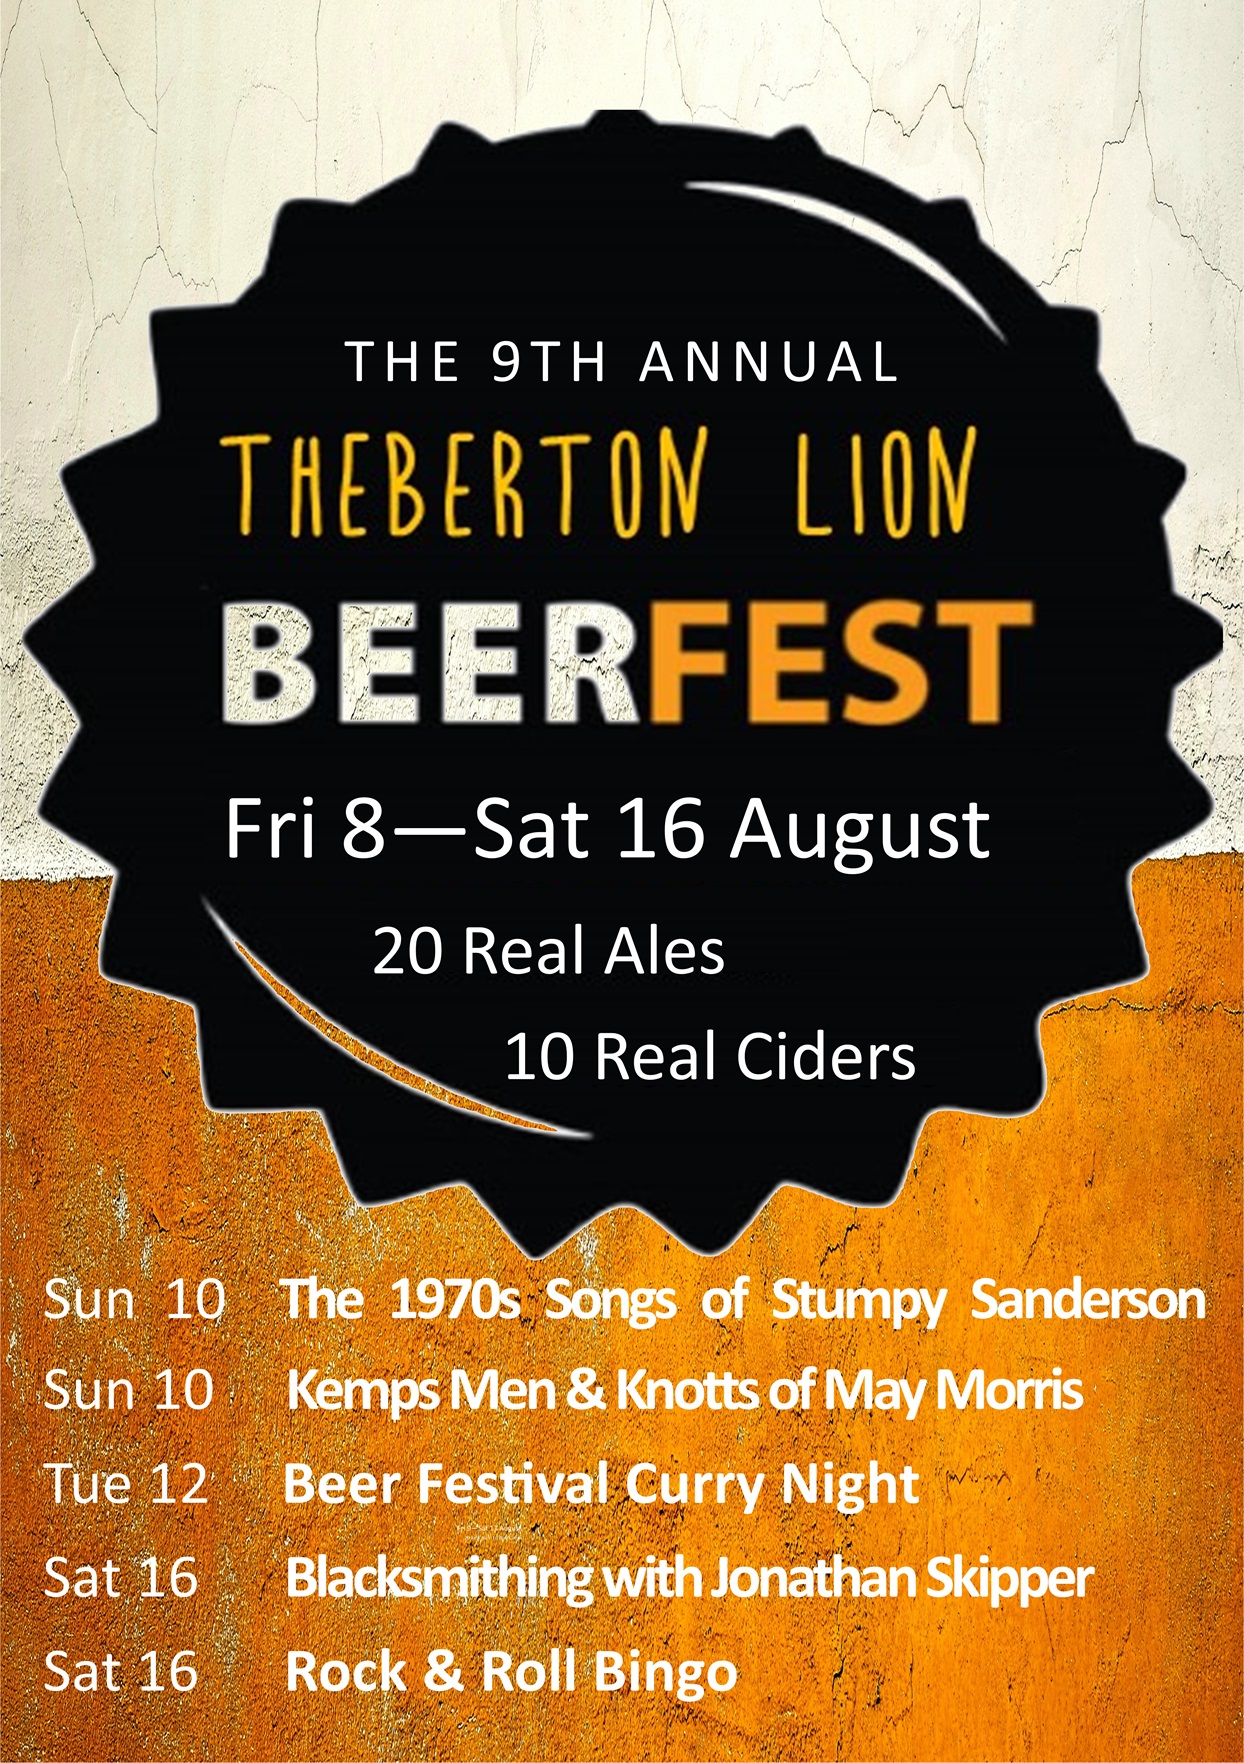 THE 9TH ANNUAL
THEBERTON LION
BEERFEST
Fri 8—Sat 16 August
20 Real Ales
10 Real Ciders
Sun 10 The 1970s Songs of Stumpy Sanderson
Sun 10 Kemps Men & Knotts of May Morris
Tue 12 Beer Festival Curry Night
Sat 16 Blacksmithing with Jonathan Skipper
Sat 16 Rock & Roll Bingo